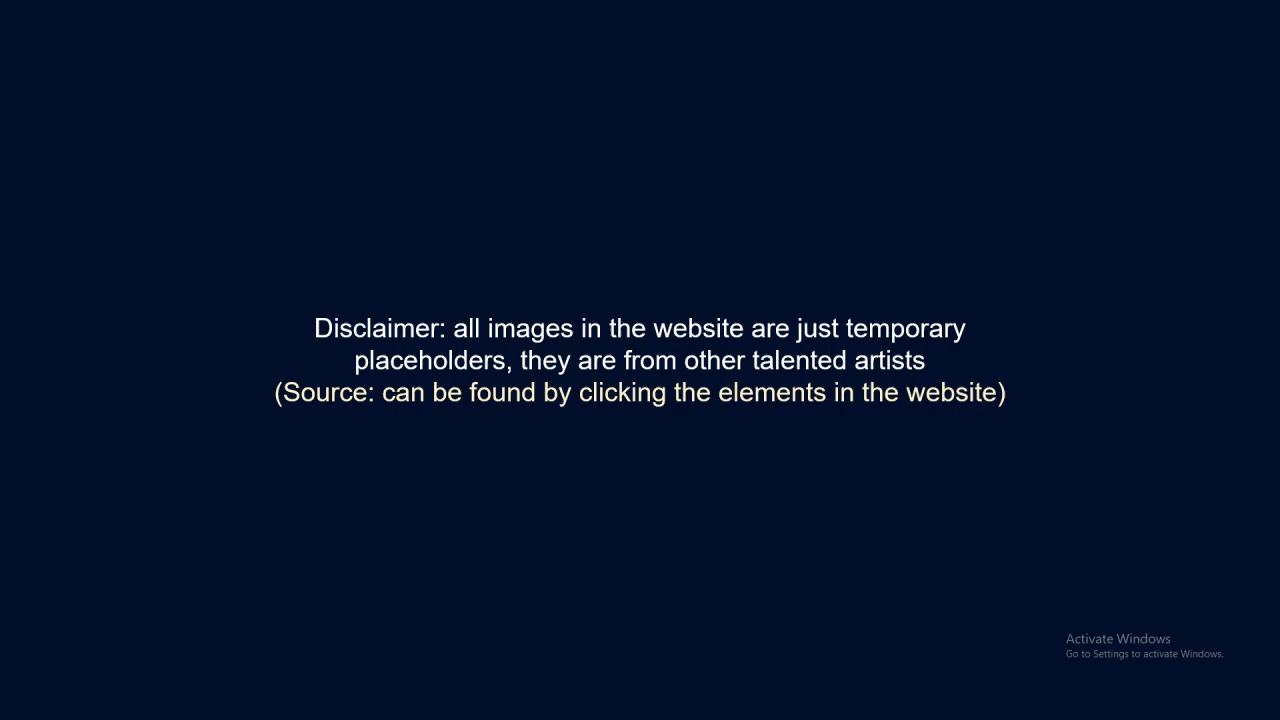 Disclaimer: all images in the website are just temporary
placeholders, they are from other talented artists
(Source: can be found by clicking the elements in the website)
Activate Windows
Go to Settings to activate Windows.